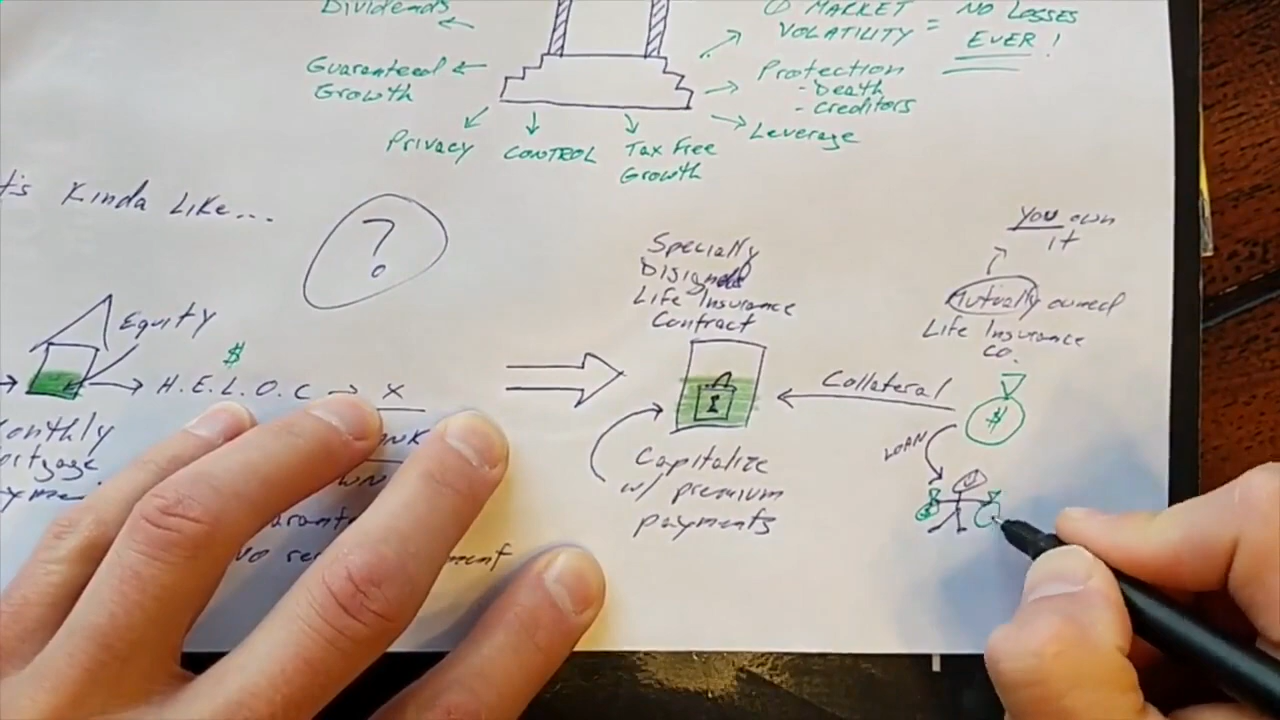 Dividends
Guaranteed
Growth
Privacy
CONTROL
Tax Free
Growth
MARKET
VOLATILITY = NO LOSSES
EVER!
Protection
- Death
- Creditors
Leverage
t's Kinda Like...
?
Equity
$
H.E.L.O.C
X
onthly
Specially
Life Insurance
Contract
Capitalize
w/ premium
payments
You own
it
Mutually owned
Life Insurance
Co.
Collateral
$
LOAN